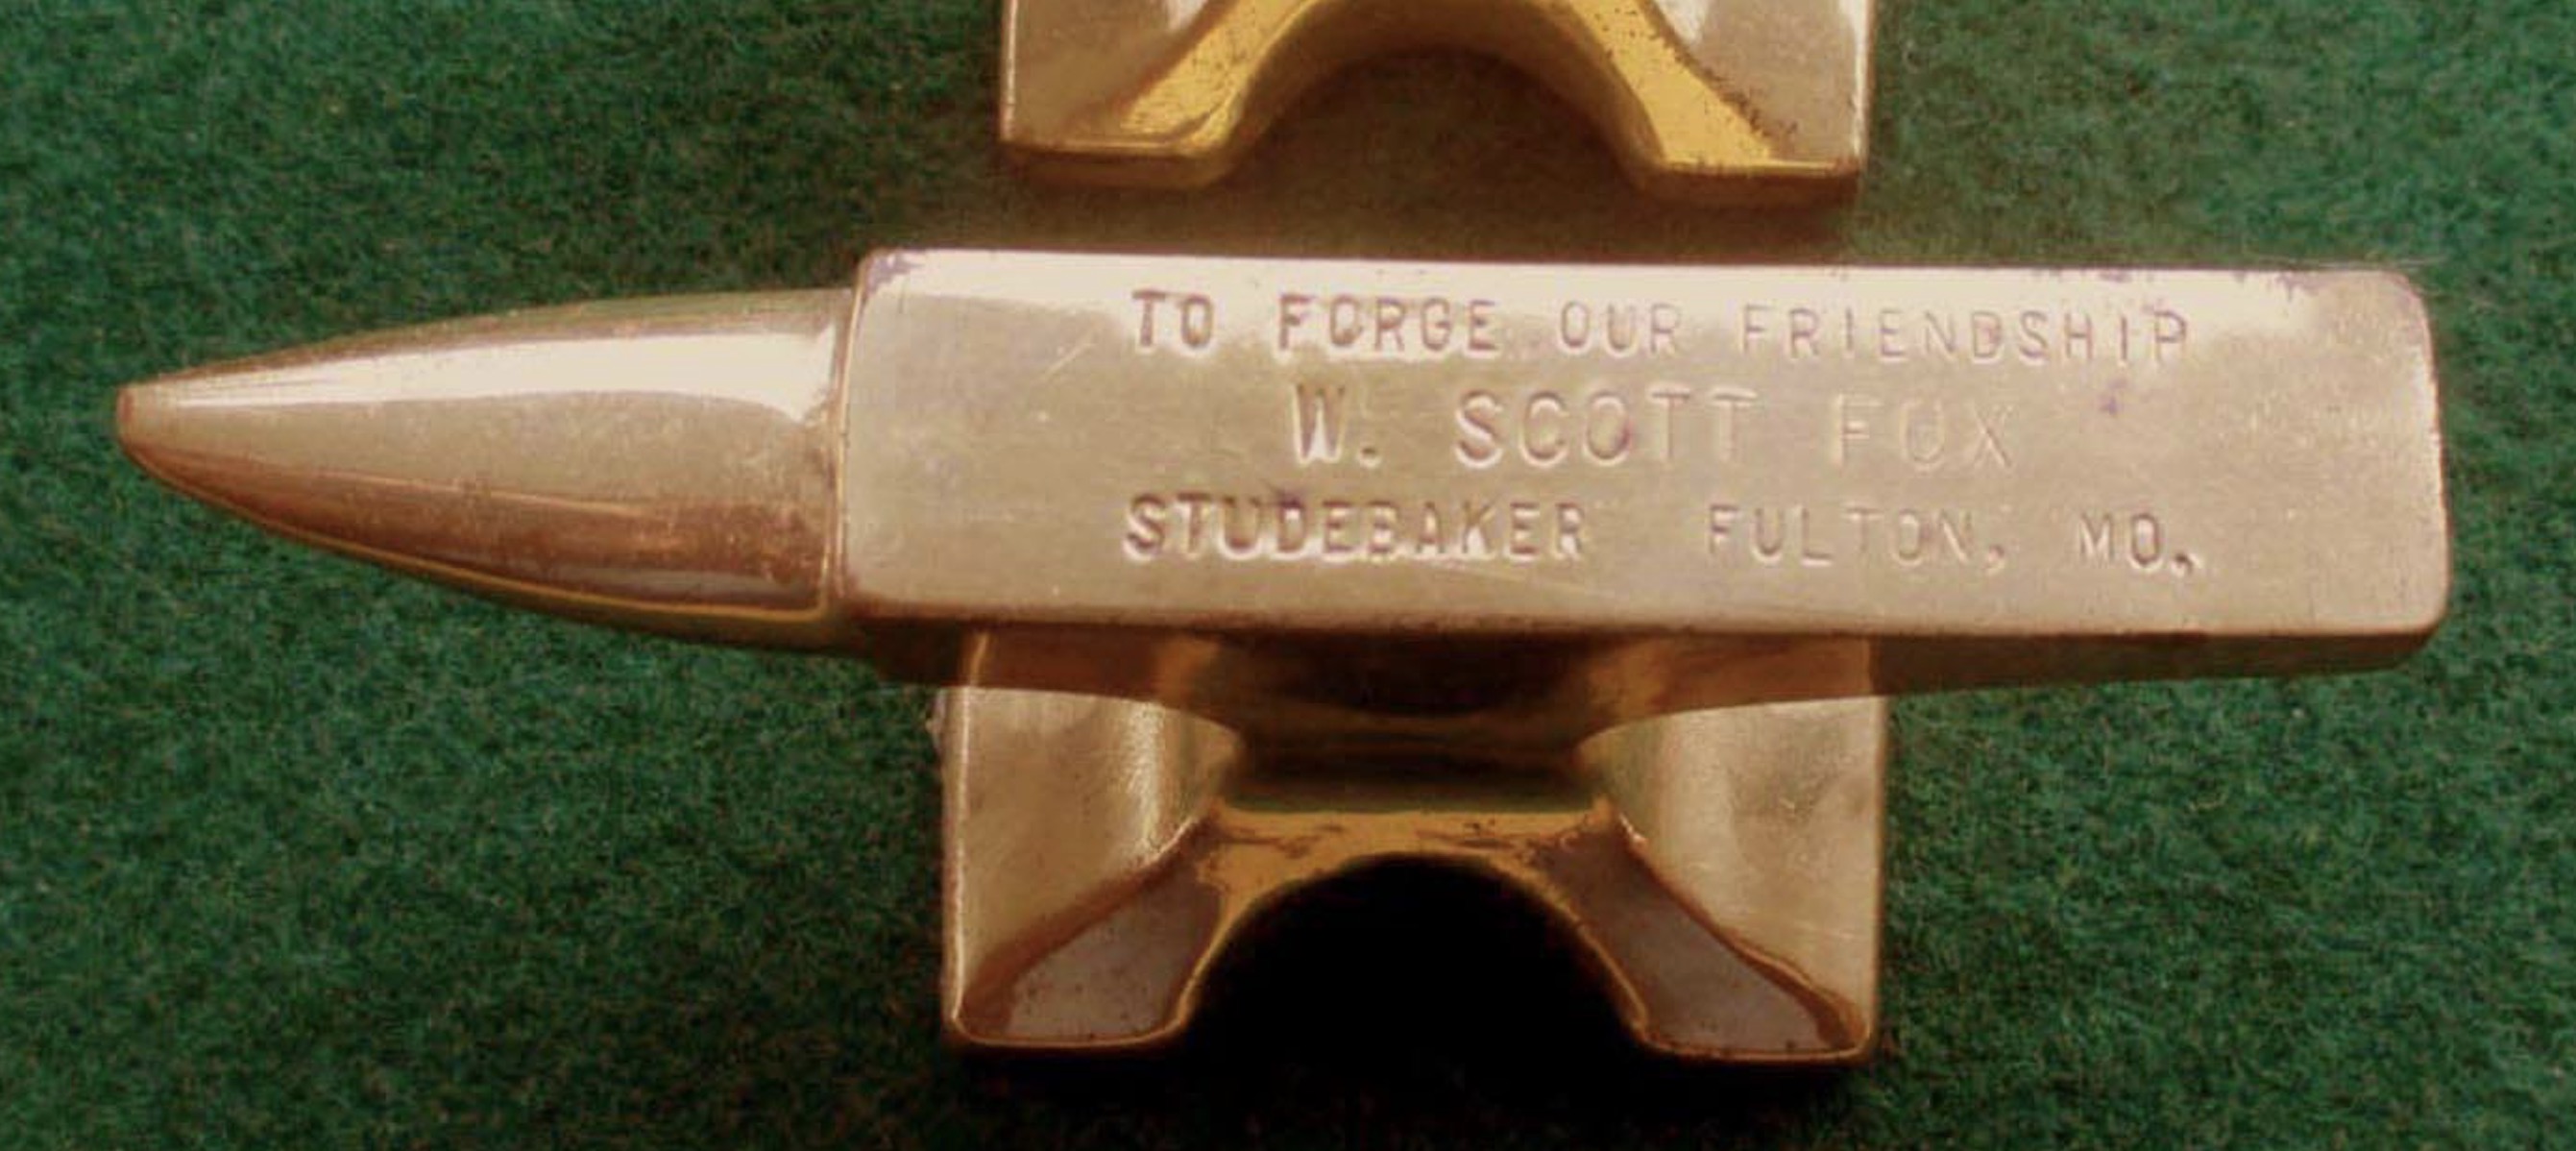 TO FORGE OUR FRIENDSHIP
W. SCOTT FOX
STUDEBAKER FULTON, MO.